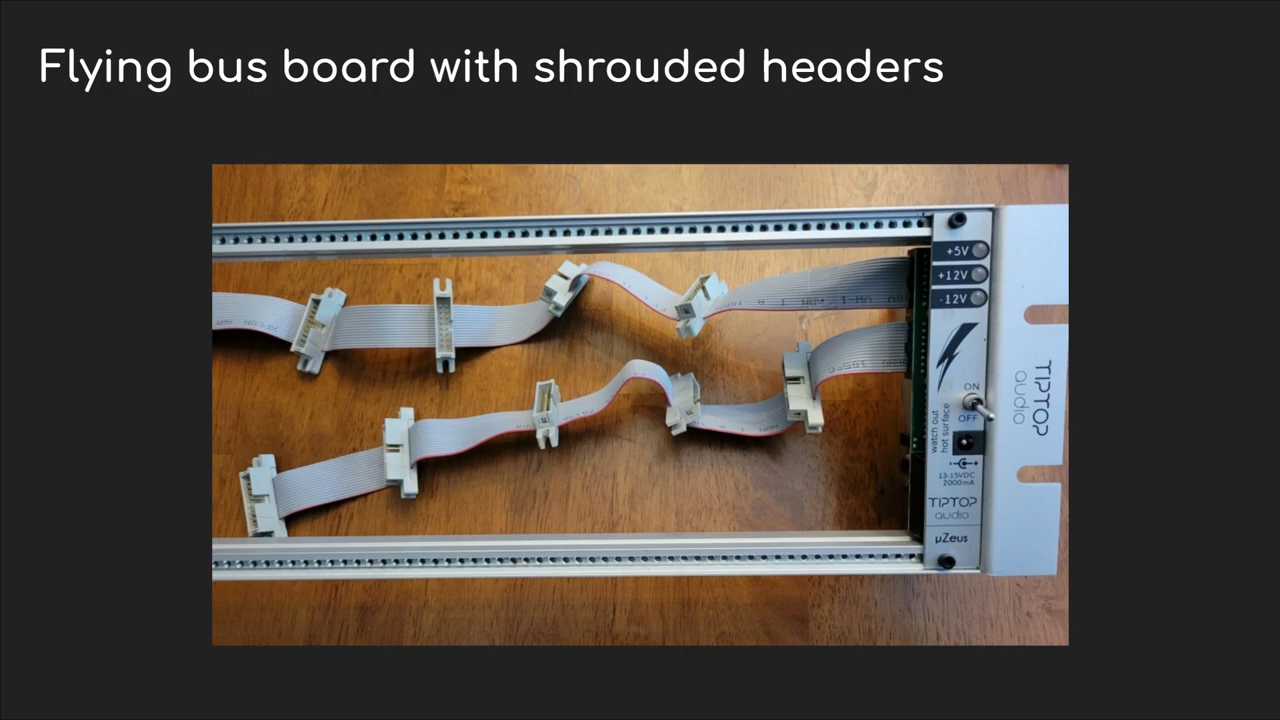 Flying bus board with shrouded headers
+5V
+12V
-12V
ON
OFF
watch out
hot surface
13-15VDC
2000mA
TIPTOP
audio
µZeus
TIPTOP
audio